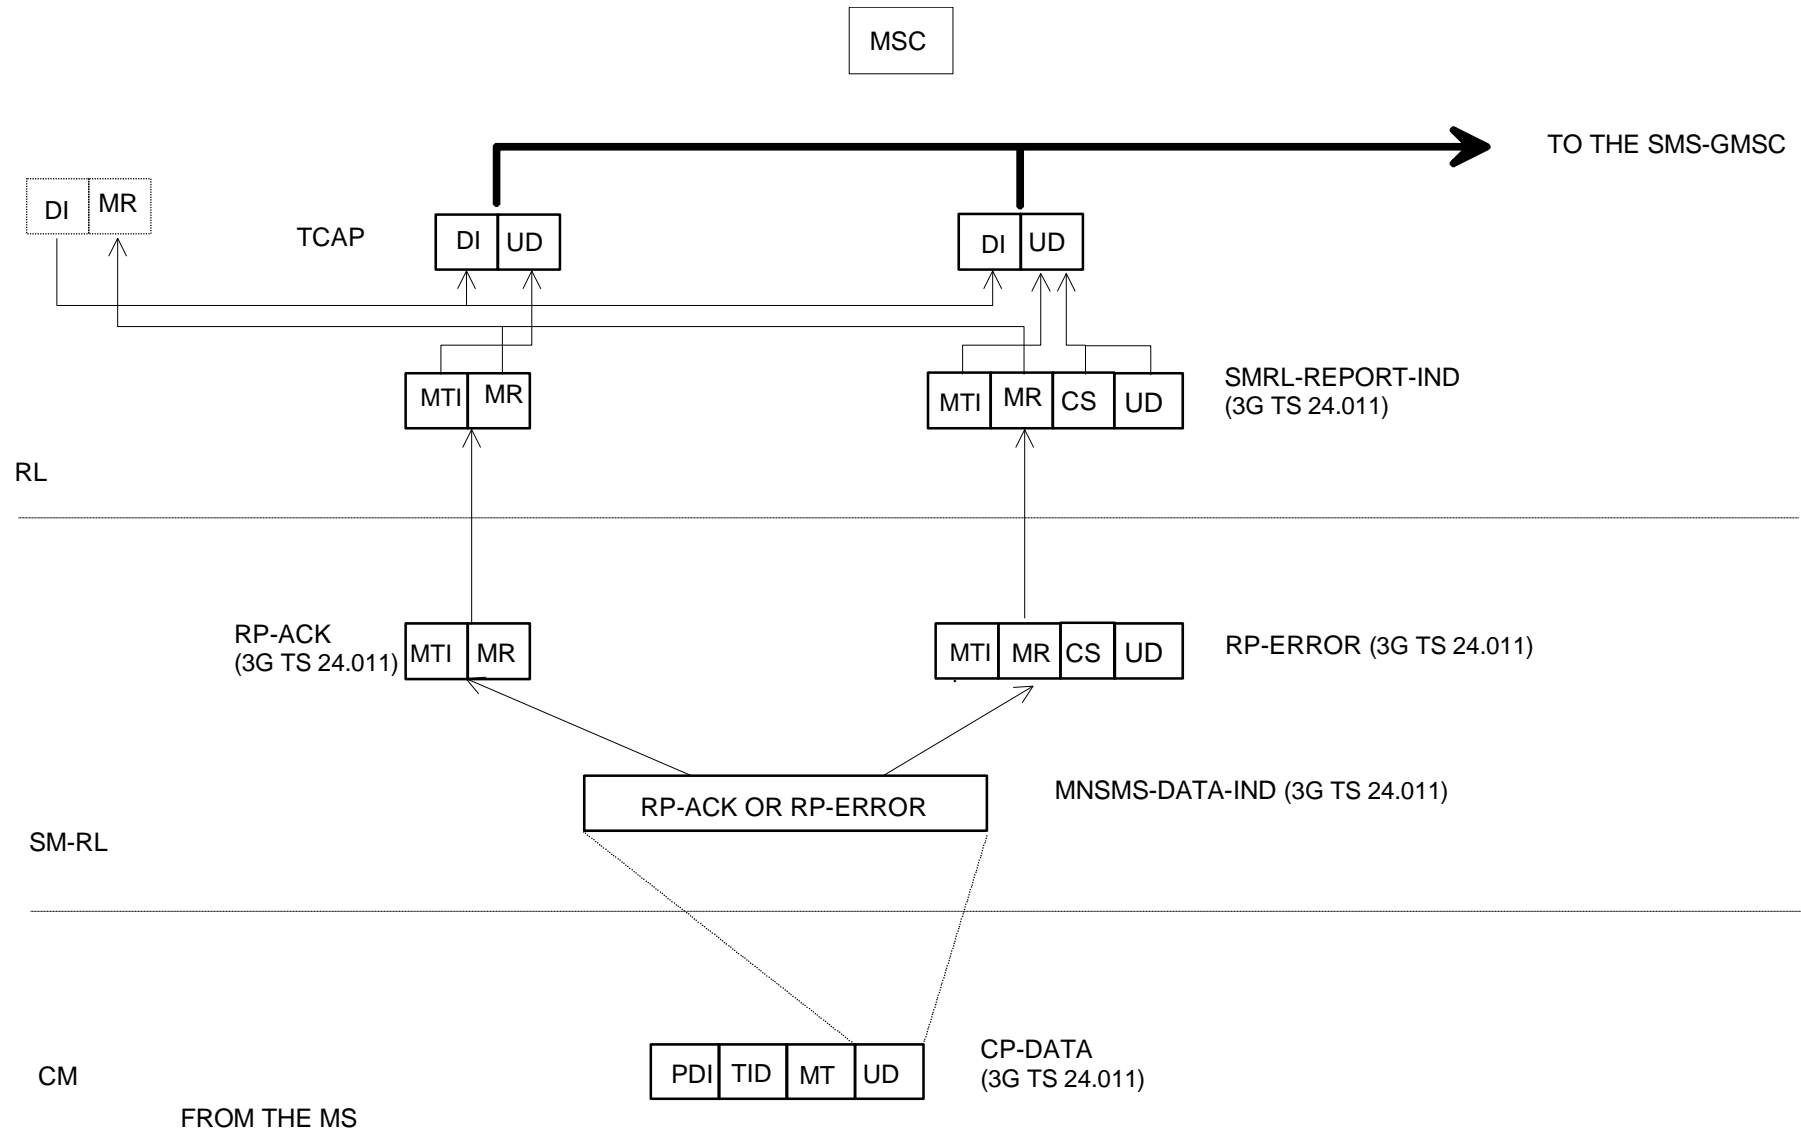 MSC
TO THE SMS-GMSC
DI MR
TCAP
DI UD
DI UD
MTI MR
MTI MR CS UD
SMRL-REPORT-IND
(3G TS 24.011)
RL
RP-ACK
(3G TS 24.011)
MTI MR
MTI MR CS UD
RP-ERROR (3G TS 24.011)
RP-ACK OR RP-ERROR
MNSMS-DATA-IND (3G TS 24.011)
SM-RL
PDI TID MT UD
CP-DATA
(3G TS 24.011)
CM
FROM THE MS